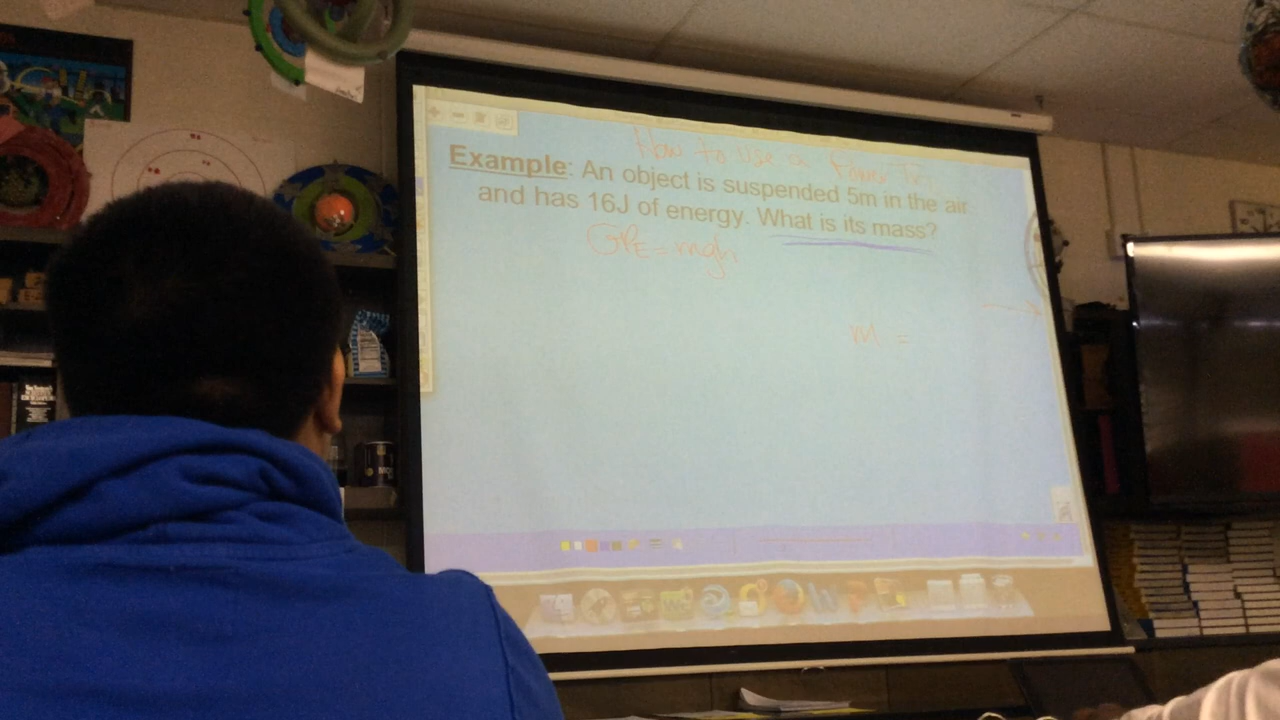 How to use a Power
Example: An object is suspended 5m in the air
and has 16J of energy. What is its mass?
GPE = mgh
m =